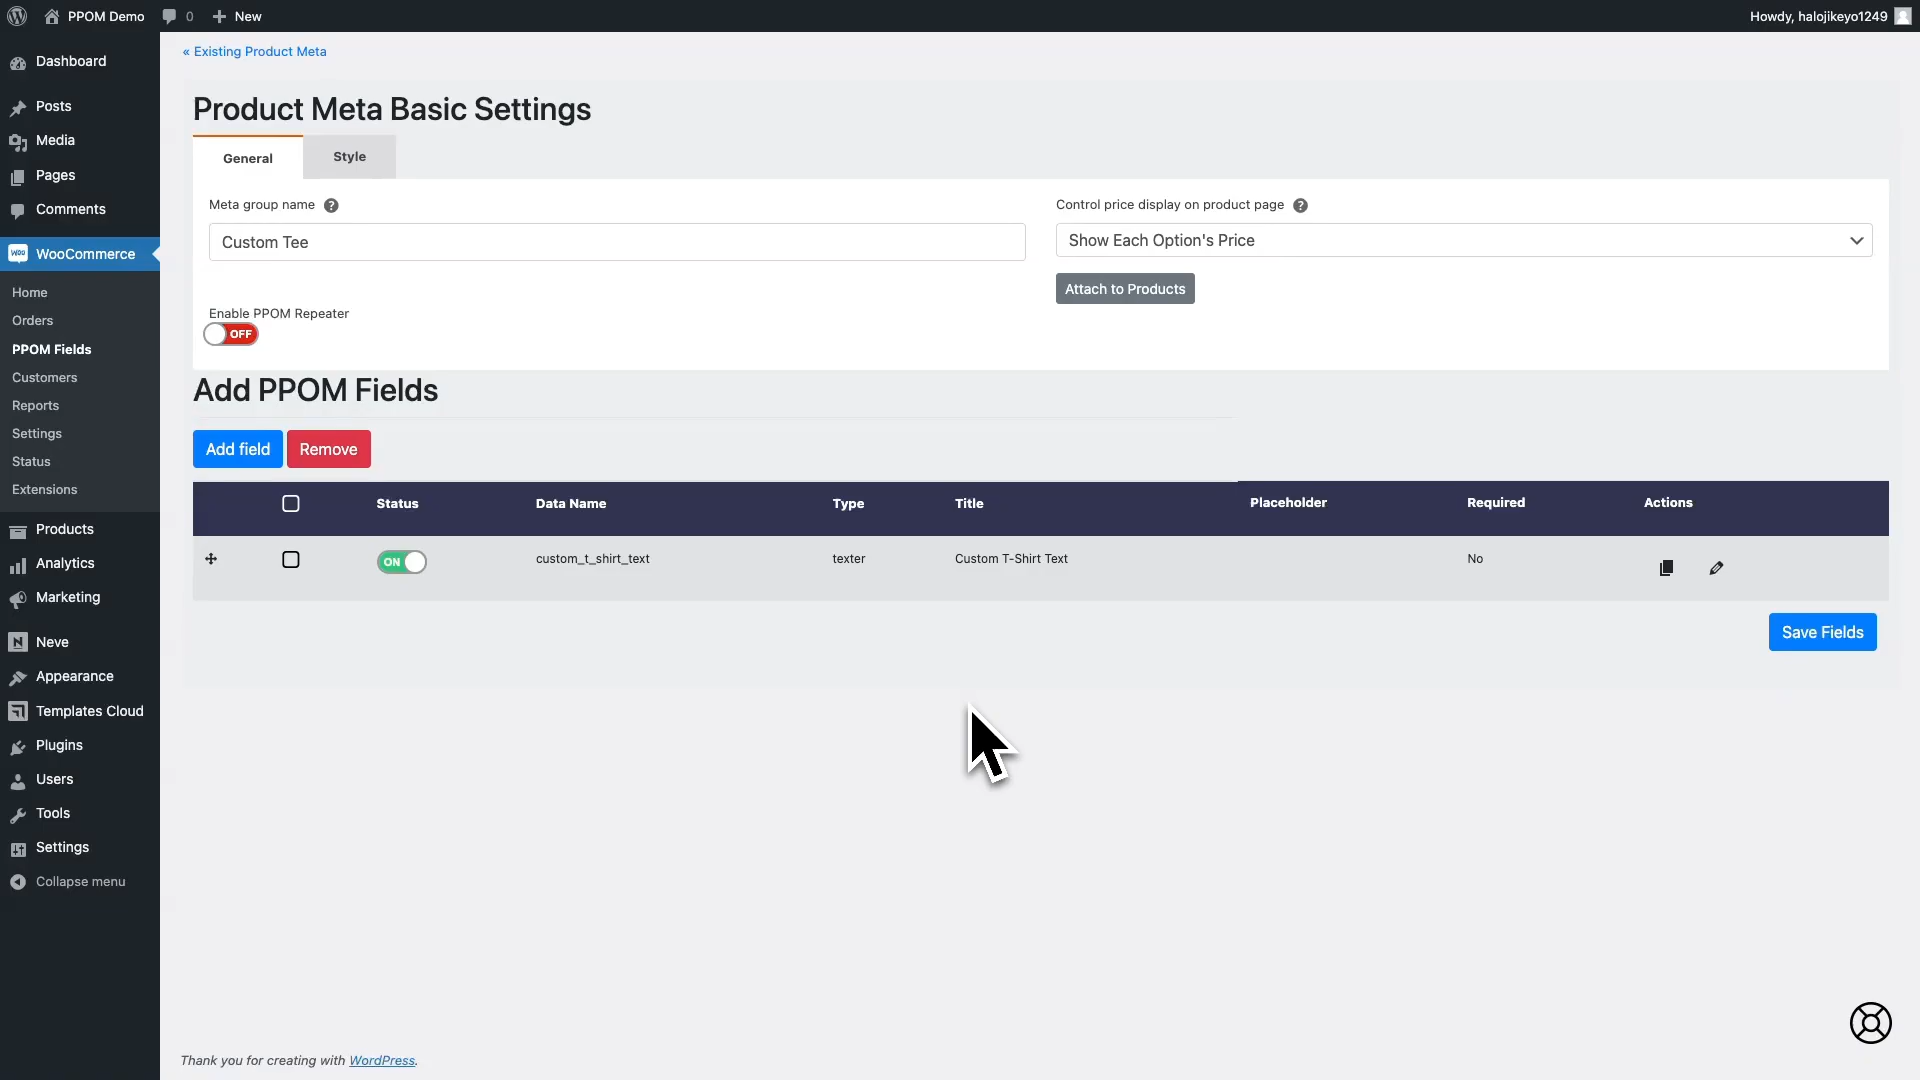 PPOM Demo
0
New
Howdy, halojikeyo1249
Dashboard
Posts
Media
Pages
Comments
WooCommerce
Home
Orders
PPOM Fields
Customers
Reports
Settings
Status
Extensions
Products
Analytics
Marketing
Neve
Appearance
Templates Cloud
Plugins
Users
Tools
Settings
Collapse menu
« Existing Product Meta
Product Meta Basic Settings
General
Style
Meta group name ?
Custom Tee
Control price display on product page ?
Show Each Option's Price
Attach to Products
Enable PPOM Repeater
OFF
Add PPOM Fields
Add field
Remove
Status
Data Name
Type
Title
Placeholder
Required
Actions
ON
custom_t_shirt_text
texter
Custom T-Shirt Text
No
Save Fields
Thank you for creating with WordPress.